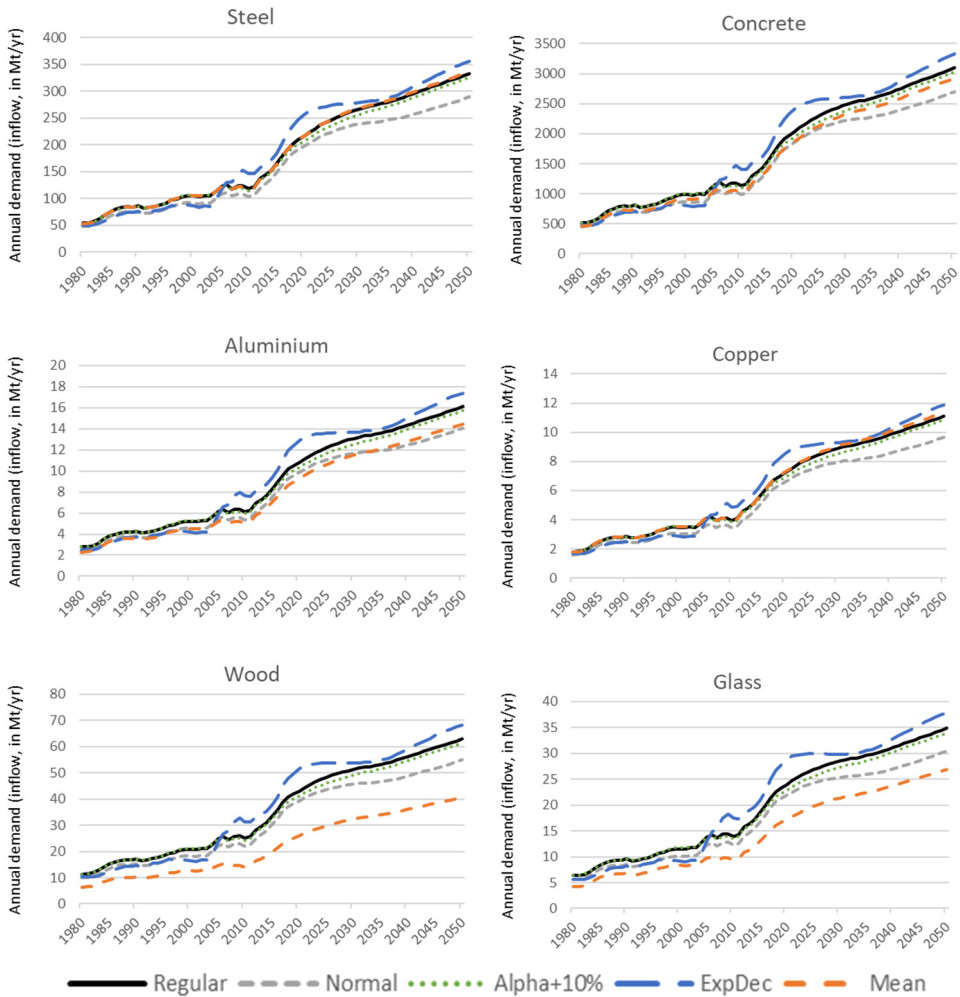 Steel
Annual demand (inflow, in Mt/yr)
400
350
300
250
200
150
100
50
0
1980 1985 1990 1995 2000 2005 2010 2015 2020 2025 2030 2035 2040 2045 2050
Concrete
Annual demand (inflow, in Mt/yr)
3500
3000
2500
2000
1500
1000
500
0
1980 1985 1990 1995 2000 2005 2010 2015 2020 2025 2030 2035 2040 2045 2050
Aluminium
Annual demand (inflow, in Mt/yr)
20
18
16
14
12
10
8
6
4
2
0
1980 1985 1990 1995 2000 2005 2010 2015 2020 2025 2030 2035 2040 2045 2050
Copper
Annual demand (inflow, in Mt/yr)
14
12
10
8
6
4
2
0
1980 1985 1990 1995 2000 2005 2010 2015 2020 2025 2030 2035 2040 2045 2050
Wood
Annual demand (inflow, in Mt/yr)
80
70
60
50
40
30
20
10
0
1980 1985 1990 1995 2000 2005 2010 2015 2020 2025 2030 2035 2040 2045 2050
Glass
Annual demand (inflow, in Mt/yr)
40
35
30
25
20
15
10
5
0
1980 1985 1990 1995 2000 2005 2010 2015 2020 2025 2030 2035 2040 2045 2050
Regular Normal Alpha+10% ExpDec Mean